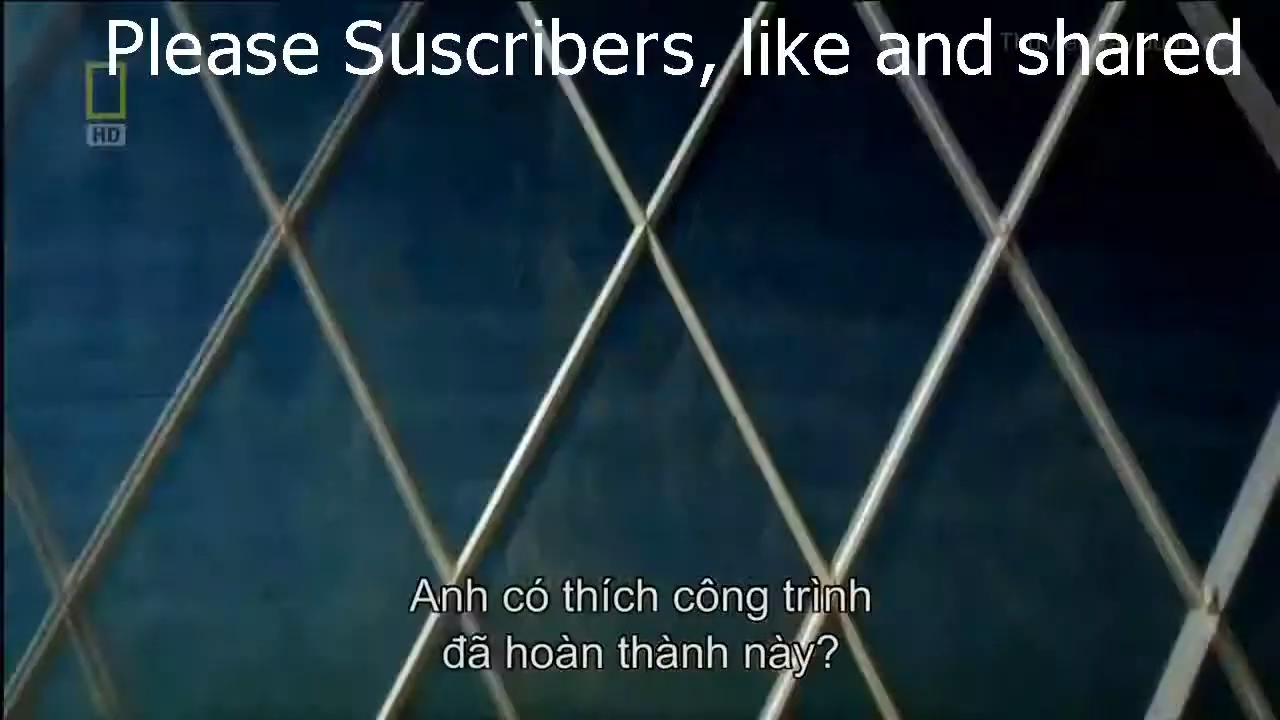 Please Suscribers, like and shared
HD
Anh có thích công trình
đã hoàn thành này?